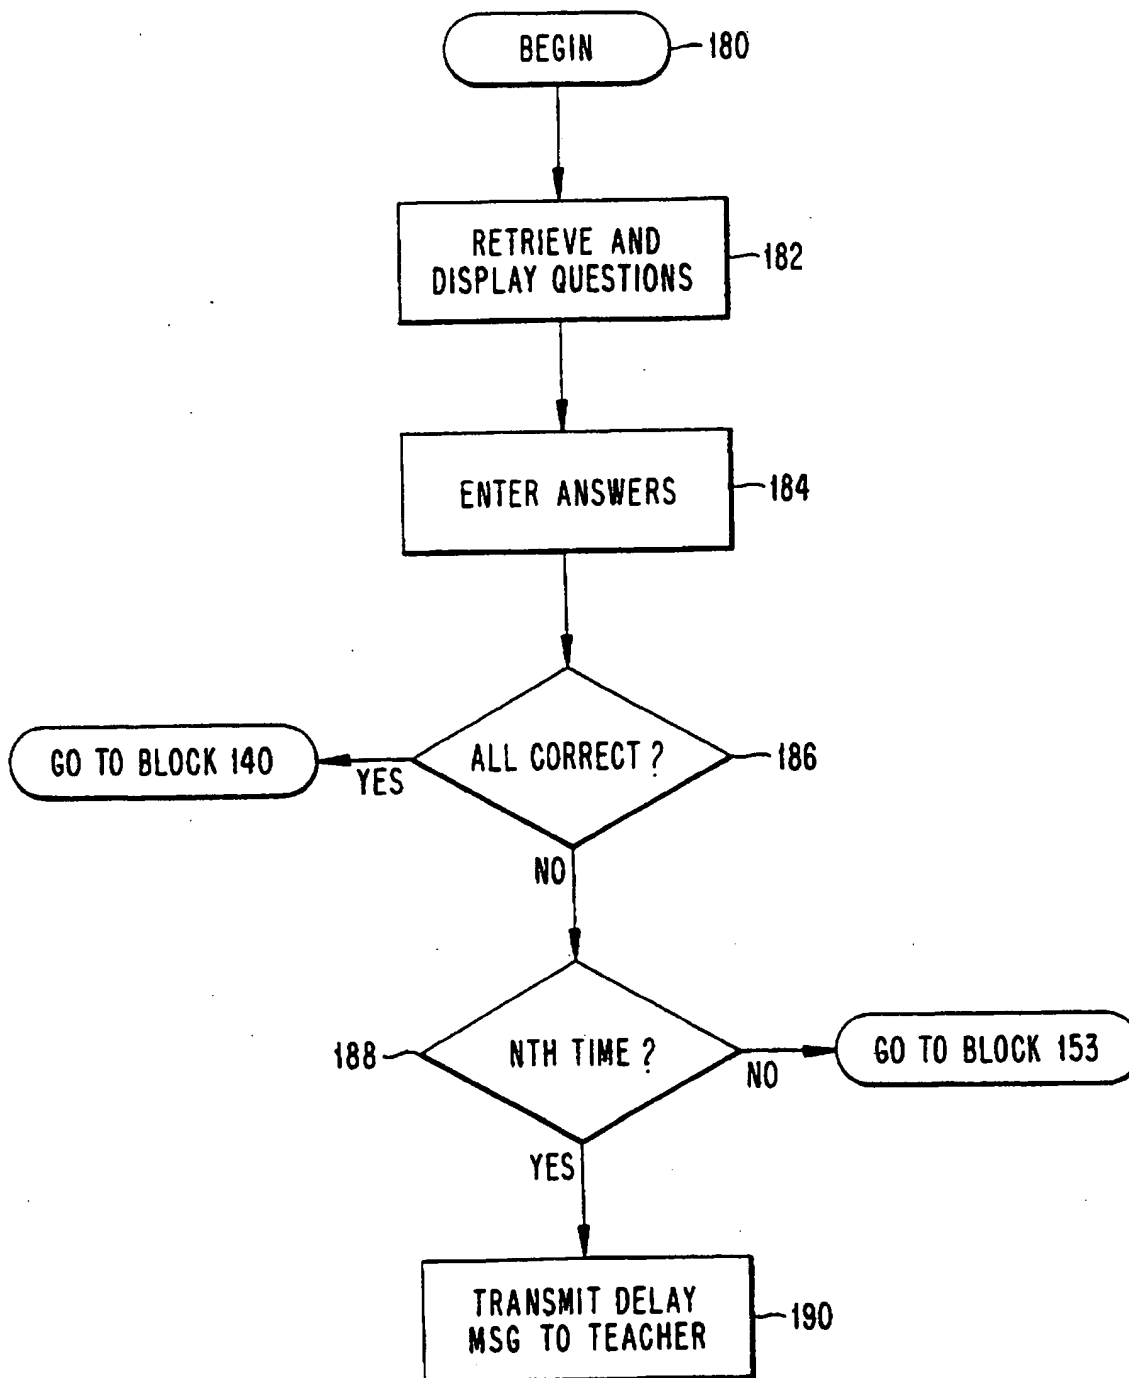 BEGIN
180
RETRIEVE AND
DISPLAY QUESTIONS
182
ENTER ANSWERS
184
ALL CORRECT ?
186
YES
GO TO BLOCK 140
NO
188
NTH TIME ?
NO
GO TO BLOCK 153
YES
TRANSMIT DELAY
MSG TO TEACHER
190